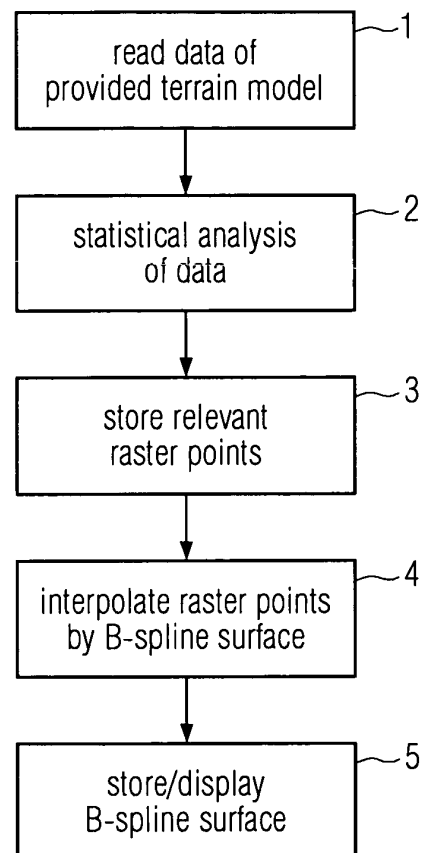 1
read data of
provided terrain model
2
statistical analysis
of data
3
store relevant
raster points
4
interpolate raster points
by B-spline surface
5
store/display
B-spline surface